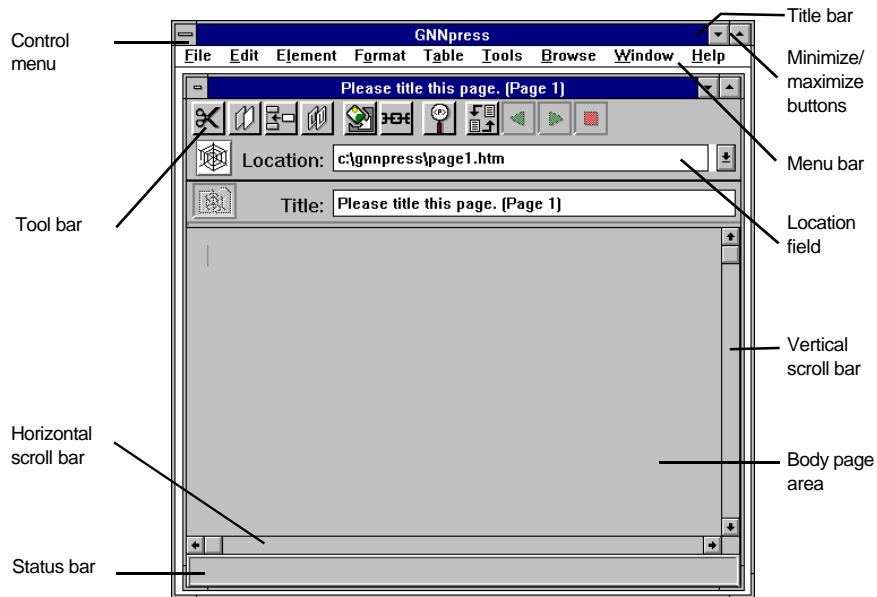 Title bar
Control
menu
GNNpress
Minimize/
maximize
buttons
File Edit Element Format Table Tools Browse Window Help
Please title this page. (Page 1)
Menu bar
Location: c:\gnnpress\page1.htm
Tool bar
Title: Please title this page. (Page 1)
Location
field
Vertical
scroll bar
Horizontal
scroll bar
Body page
area
Status bar